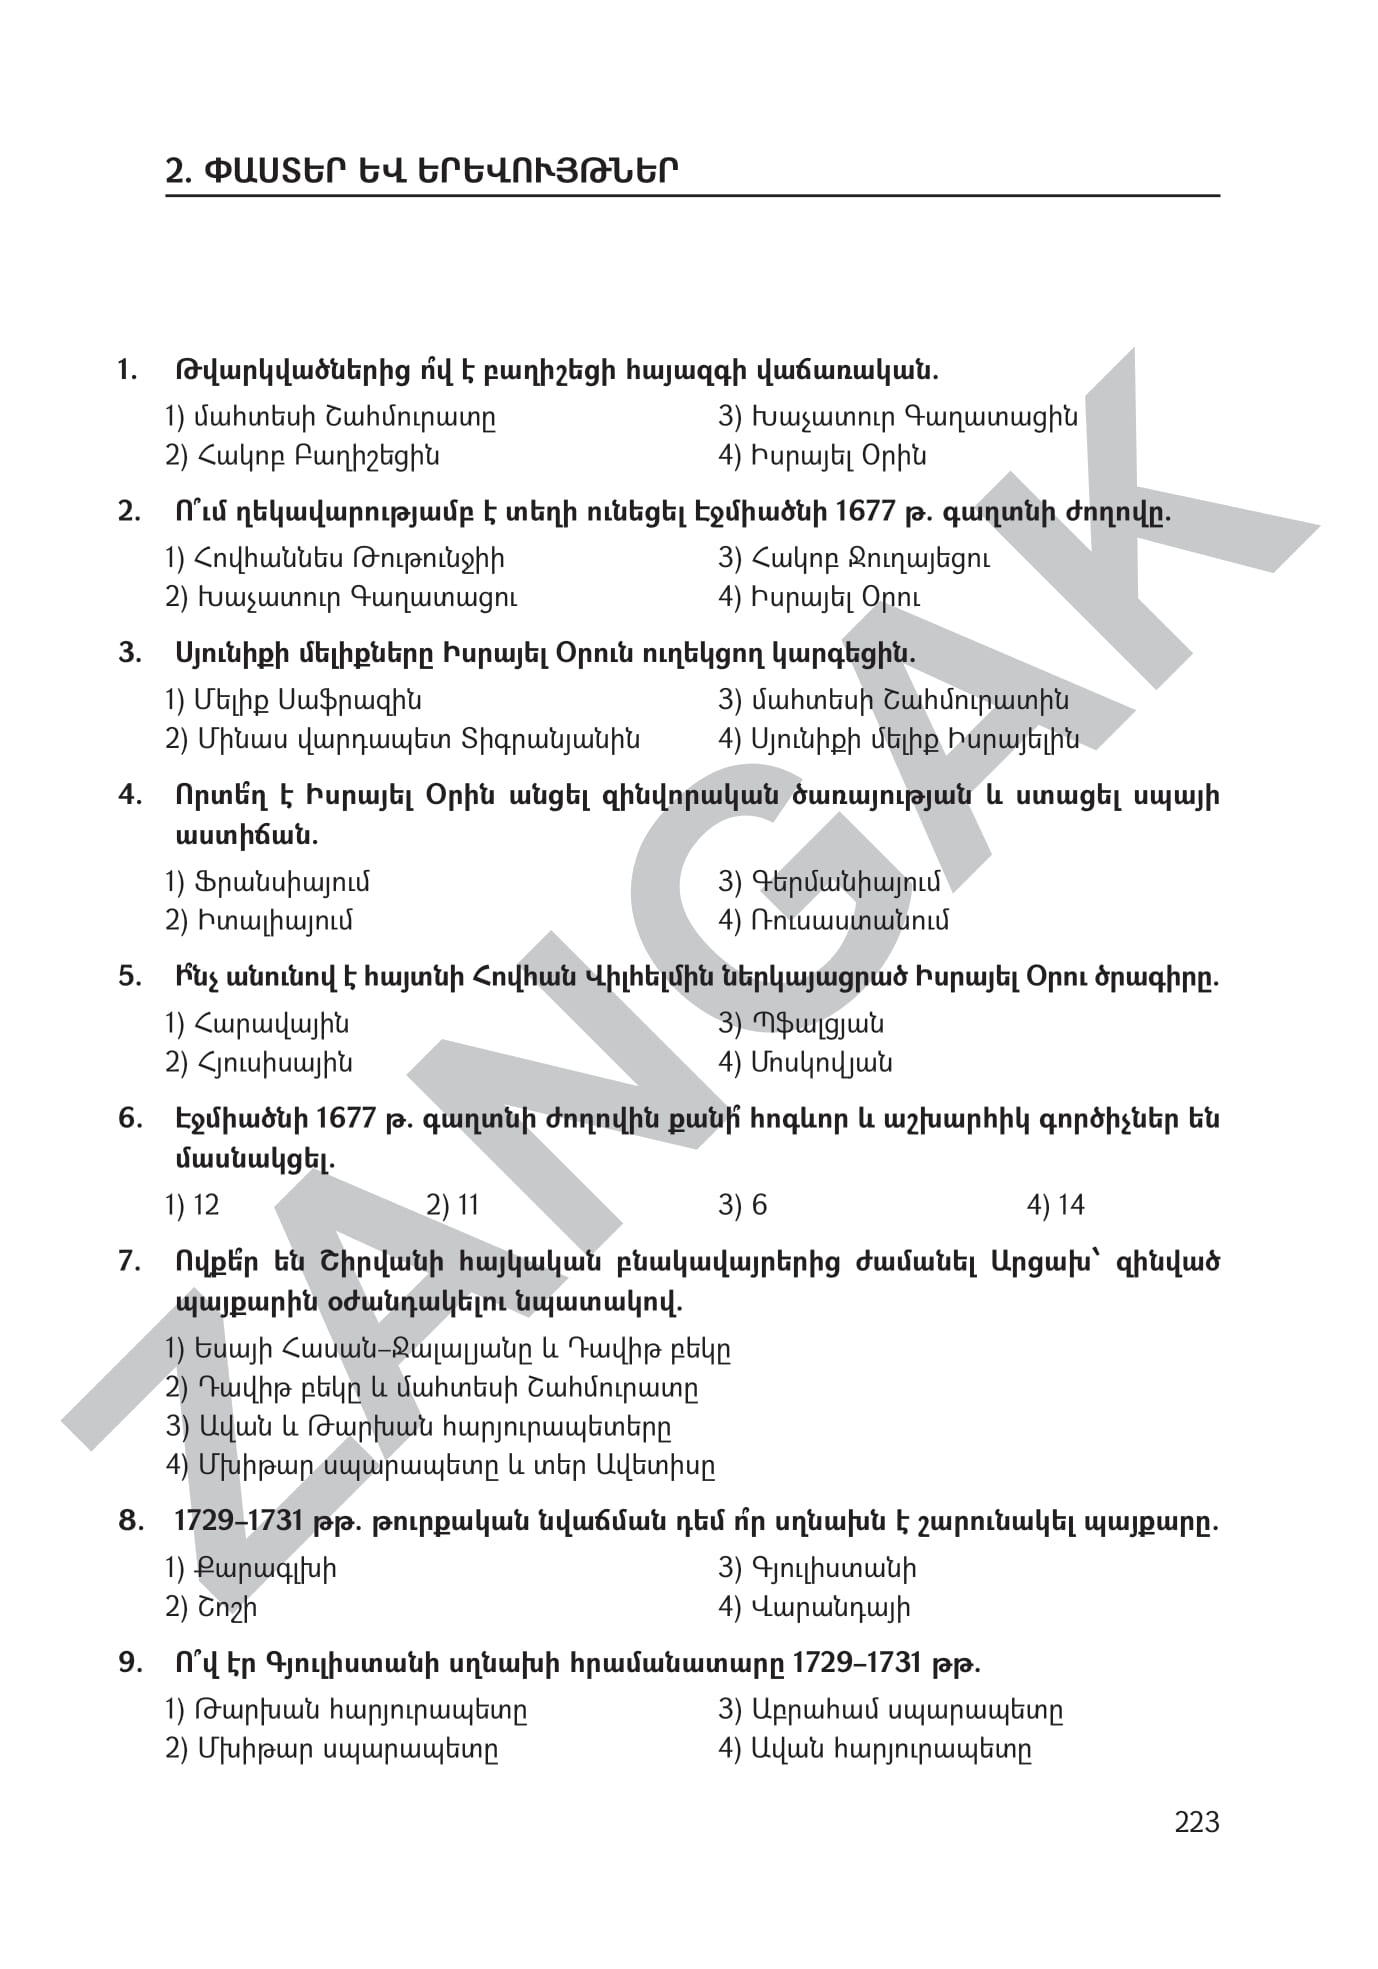 2. ՓԱՍՏԵՐ ԵՎ ԵՐԵՎՈՒՅԹՆԵՐ
1. Թվարկվածներից ո՞վ է բաղիշեցի հայազգի վաճառական.
1) մահտեսի Շահմուրատը 3) Խաչատուր Գաղատացին
2) Հակոբ Բաղիշեցին 4) Իսրայել Օրին
2. Ո՞ւմ ղեկավարությամբ է տեղի ունեցել Էջմիածնի 1677 թ. գաղտնի ժողովը.
1) Հովհաննես Թութունջիի 3) Հակոբ Ջուղայեցու
2) Խաչատուր Գաղատացու 4) Իսրայել Օրու
3. Սյունիքի մելիքները Իսրայել Օրուն ուղեկցող կարգեցին.
1) Մելիք Սաֆրազին 3) մահտեսի Շահմուրատին
2) Մինաս վարդապետ Տիգրանյանին 4) Սյունիքի մելիք Իսրայելին
4. Որտե՞ղ է Իսրայել Օրին անցել զինվորական ծառայության և ստացել սպայի
աստիճան.
1) Ֆրանսիայում 3) Գերմանիայում
2) Իտալիայում 4) Ռուսաստանում
5. Ի՞նչ անունով է հայտնի Հովհան Վիլհելմին ներկայացրած Իսրայել Օրու ծրագիրը.
1) Հարավային 3) Պֆալցյան
2) Հյուսիսային 4) Մոսկովյան
6. Էջմիածնի 1677 թ. գաղտնի ժողովին քանի՞ հոգևոր և աշխարհիկ գործիչներ են
մասնակցել.
1) 12 2) 11 3) 6 4) 14
7. Ովքե՞ր են Շիրվանի հայկական բնակավայրերից ժամանել Արցախ՝ զինված
պայքարին օժանդակելու նպատակով.
1) Եսայի Հասան–Ջալալյանը և Դավիթ բեկը
2) Դավիթ բեկը և մահտեսի Շահմուրատը
3) Ավան և Թարխան հարյուրապետերը
4) Մխիթար սպարապետը և տեր Ավետիսը
8. 1729–1731 թթ. թուրքական նվաճման դեմ ո՞ր սղնախն է շարունակել պայքարը.
1) Քարագլխի 3) Գյուլիստանի
2) Շոշի 4) Վարանդայի
9. Ո՞վ էր Գյուլիստանի սղնախի հրամանատարը 1729–1731 թթ.
1) Թարխան հարյուրապետը 3) Աբրահամ սպարապետը
2) Մխիթար սպարապետը 4) Ավան հարյուրապետը
223
ZANGAK